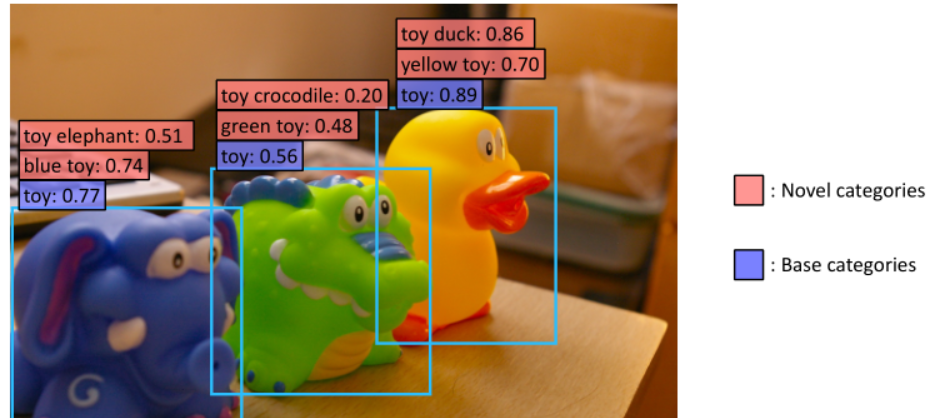 toy duck: 0.86
yellow toy: 0.70
toy: 0.89
toy crocodile: 0.20
green toy: 0.48
toy: 0.56
toy elephant: 0.51
blue toy: 0.74
toy: 0.77
: Novel categories
: Base categories